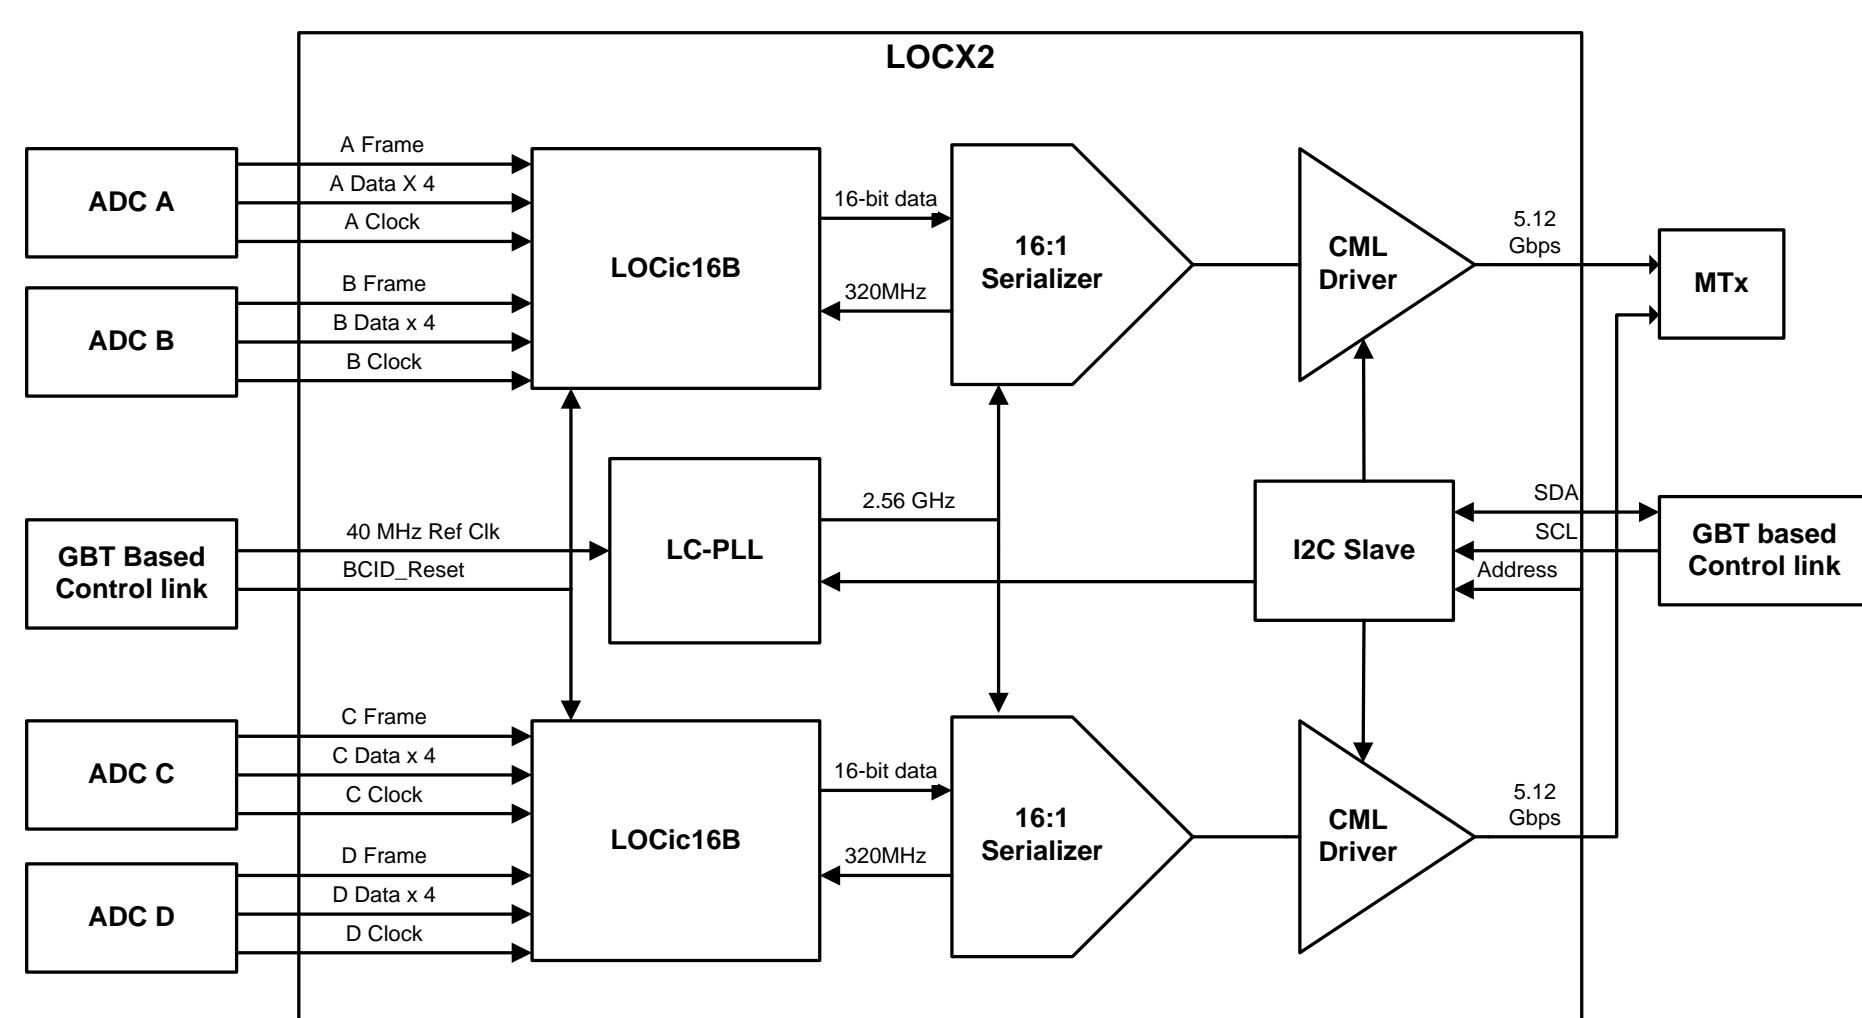 LOCX2
A Frame
A Data X 4
A Clock
ADC A
B Frame
B Data x 4
B Clock
ADC B
LOCic16B
16-bit data
320MHz
16:1
Serializer
CML
Driver
5.12
Gbps
MTx
GBT Based
Control link
40 MHz Ref Clk
BCID_Reset
LC-PLL
2.56 GHz
I2C Slave
SDA
SCL
Address
GBT based
Control link
C Frame
C Data x 4
C Clock
ADC C
D Frame
D Data x 4
D Clock
ADC D
LOCic16B
16-bit data
320MHz
16:1
Serializer
CML
Driver
5.12
Gbps